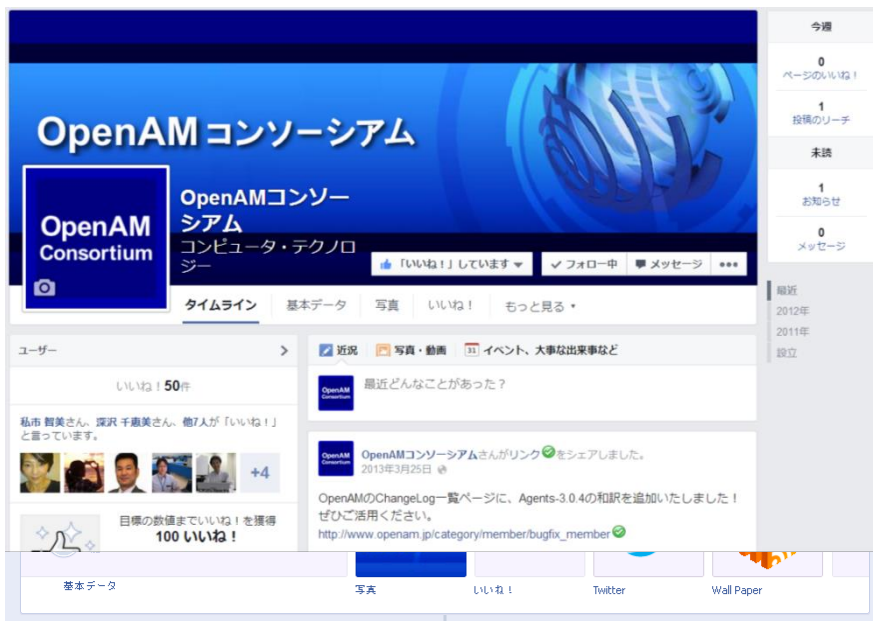 OpenAM コンソーシアム
OpenAM
Consortium
OpenAMコンソー
シアム
コンピュータ・テクノロ
ジー
「いいね！」しています
フォロー中
メッセージ
タイムライン
基本データ
写真
いいね！
もっと見る
今週
0
ページのいいね！
1
投稿のリーチ
未読
1
お知らせ
0
メッセージ
最近
2012年
2011年
設立
ユーザー
いいね！50件
私市 智美さん、深沢 千恵美さん、他7人が「いいね！」
と言っています。
+4
目標の数値までいいね！を獲得
100 いいね！
近況
写真・動画
31
イベント、大事な出来事など
OpenAM
Consortium
最近どんなことがあった？
OpenAM
Consortium
OpenAMコンソーシアムさんがリンクをシェアしました。
2013年3月25日
OpenAMのChangeLog一覧ページに、Agents-3.0.4の和訳を追加いたしました！
ぜひご活用ください。
http://www.openam.jp/category/member/bugfix_member
基本データ
写真
いいね！
Twitter
Wall Paper